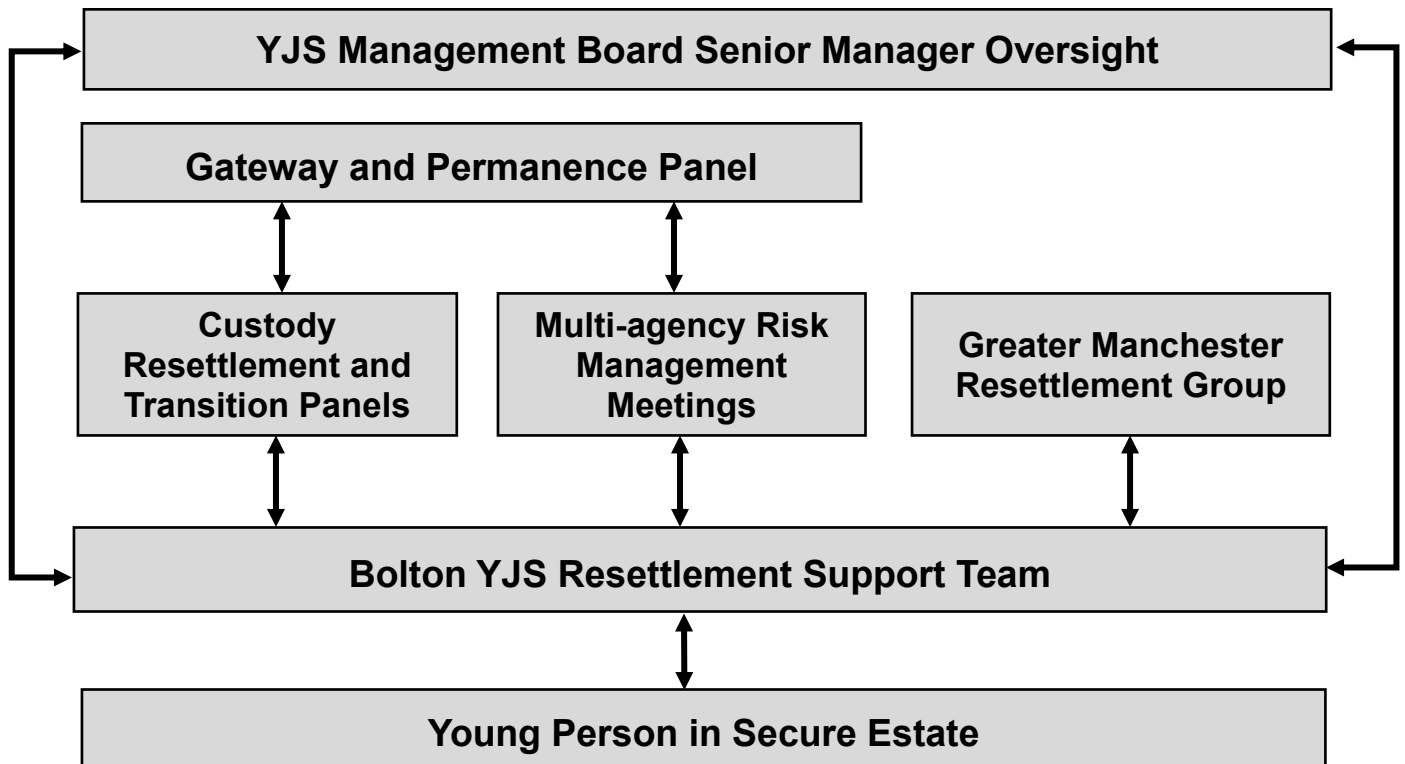 YJS Management Board Senior Manager Oversight
Gateway and Permanence Panel
Custody
Resettlement and
Transition Panels
Multi-agency Risk
Management
Meetings
Greater Manchester
Resettlement Group
Bolton YJS Resettlement Support Team
Young Person in Secure Estate